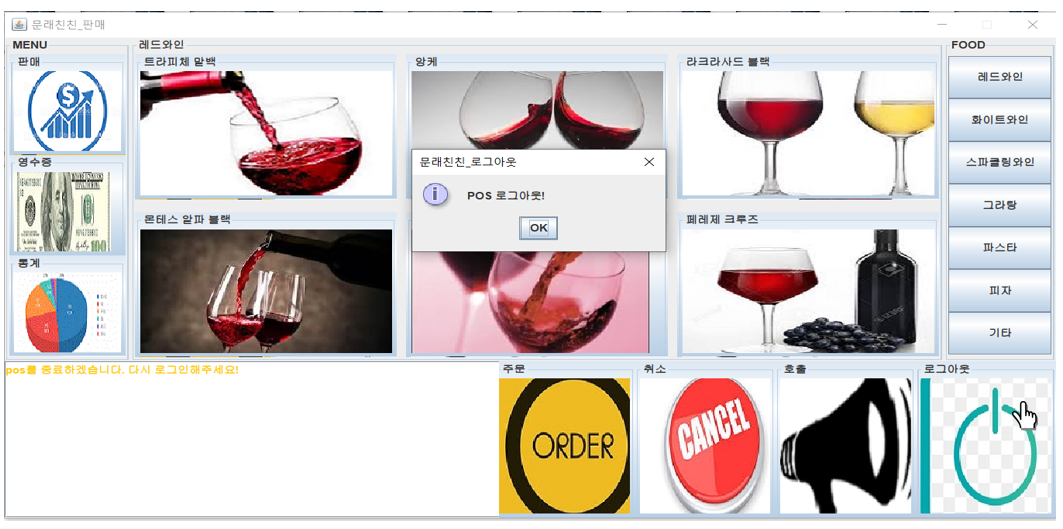 문래친친_판매
MENU
판매
영수증
통계
레드와인
트라피체 말백
앙케
라크라사드 블랙
몬테스 알파 블랙
페레제 크루즈
문래친친_로그아웃
POS 로그아웃!
OK
FOOD
레드와인
화이트와인
스파클링와인
그라탕
파스타
피자
기타
pos를 종료하겠습니다. 다시 로그인해주세요!
주문
ORDER
취소
CANCEL
호출
로그아웃